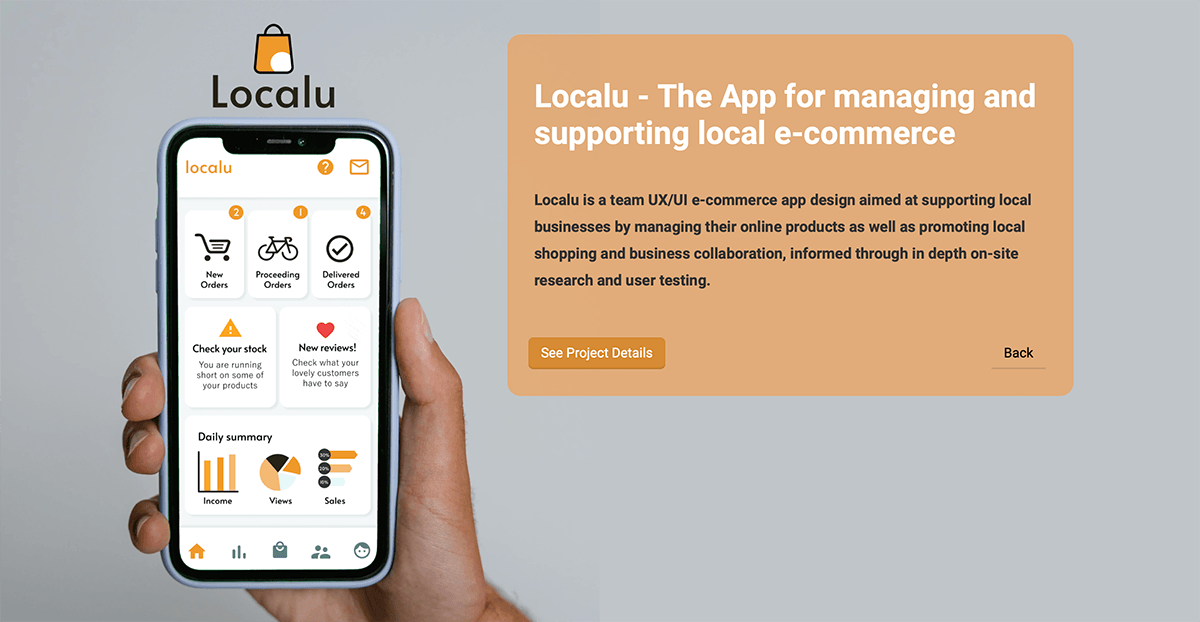 Localu
localu
?
2
1
4
New
Orders
Proceeding
Orders
Delivered
Orders
Check your stock
You are running
short on some of
your products
New reviews!
Check what your
lovely customers
have to say
Daily summary
30%
20%
10%
Income
Views
Sales
Localu - The App for managing and
supporting local e-commerce
Localu is a team UX/UI e-commerce app design aimed at supporting local
businesses by managing their online products as well as promoting local
shopping and business collaboration, informed through in depth on-site
research and user testing.
See Project Details
Back